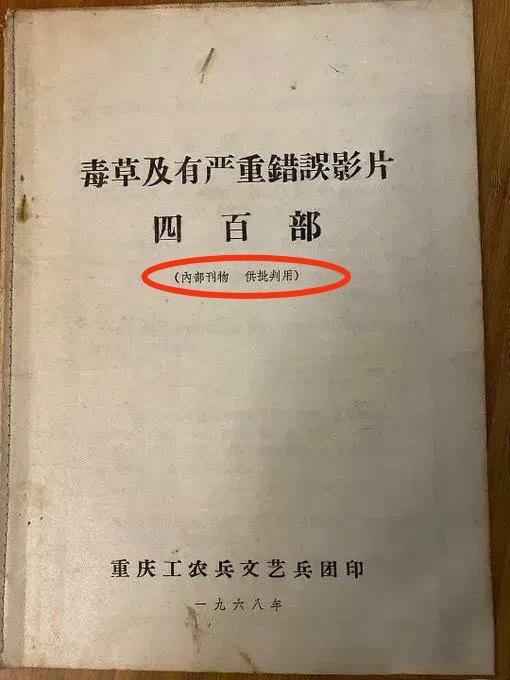 毒草及有严重錯誤影片
四百部
（內部刊物　供批判用）
重庆工农兵文艺兵团印
一九六八年